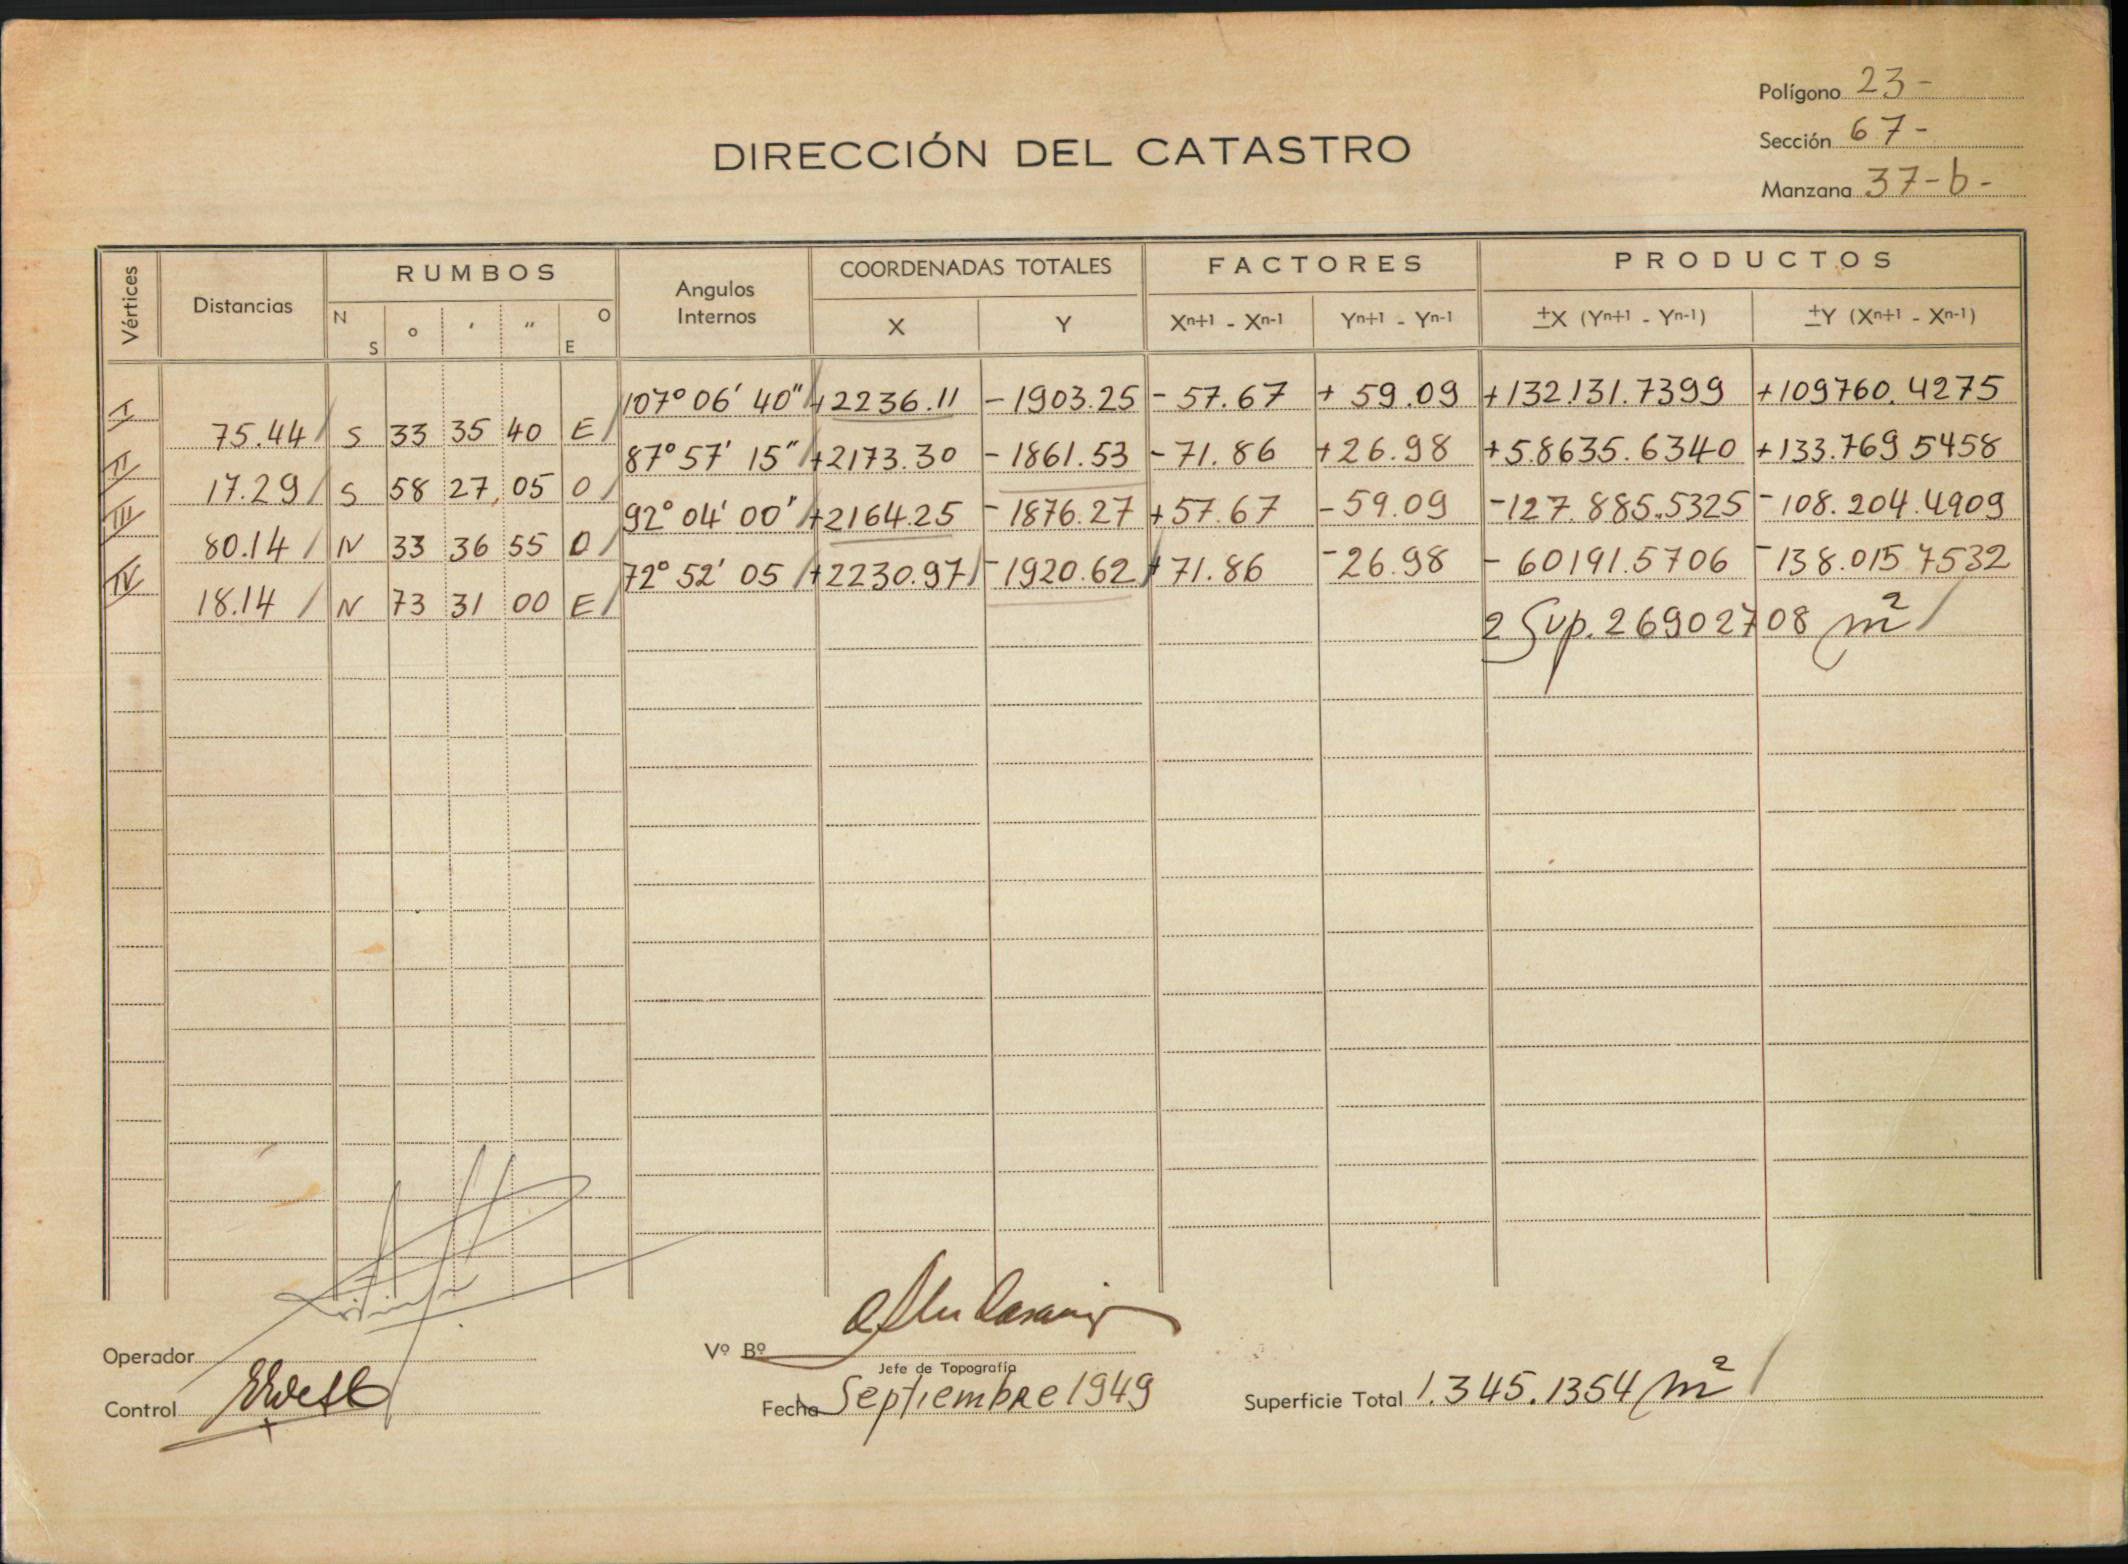 Polígono 23-
Sección 67-
Manzana 37-b-
DIRECCIÓN DEL CATASTRO
Vértices Distancias RUMBOS Angulos Internos COORDENADAS TOTALES FACTORES PRODUCTOS
N S ° ' " O E X Y Xn+1 - Xn-1 Yn+1 - Yn-1 ±X (Yn+1 - Yn-1) ±Y (Xn+1 - Xn-1)
I 107° 06' 40" +2236.11 -1903.25 -57.67 +59.09 +132.131.7399 +109760.4275
75.44 S 33 35 40 E
II 87° 57' 15" +2173.30 -1861.53 -71.86 +26.98 +58635.6340 +133.769 5458
17.29 S 58 27 05 O
III 92° 04' 00" +2164.25 -1876.27 +57.67 -59.09 -127.885.5325 -108.204.4909
80.14 N 33 36 55 O
IV 72° 52' 05 +2230.97 -1920.62 +71.86 -26.98 -60191.5706 -138.015 7532
18.14 N 73 31 00 E
2 Sup. 26902708 m²
Operador
Control
Vº Bº
Jefe de Topografía
Fecha Septiembre 1949
Superficie Total 1.345.1354 m²